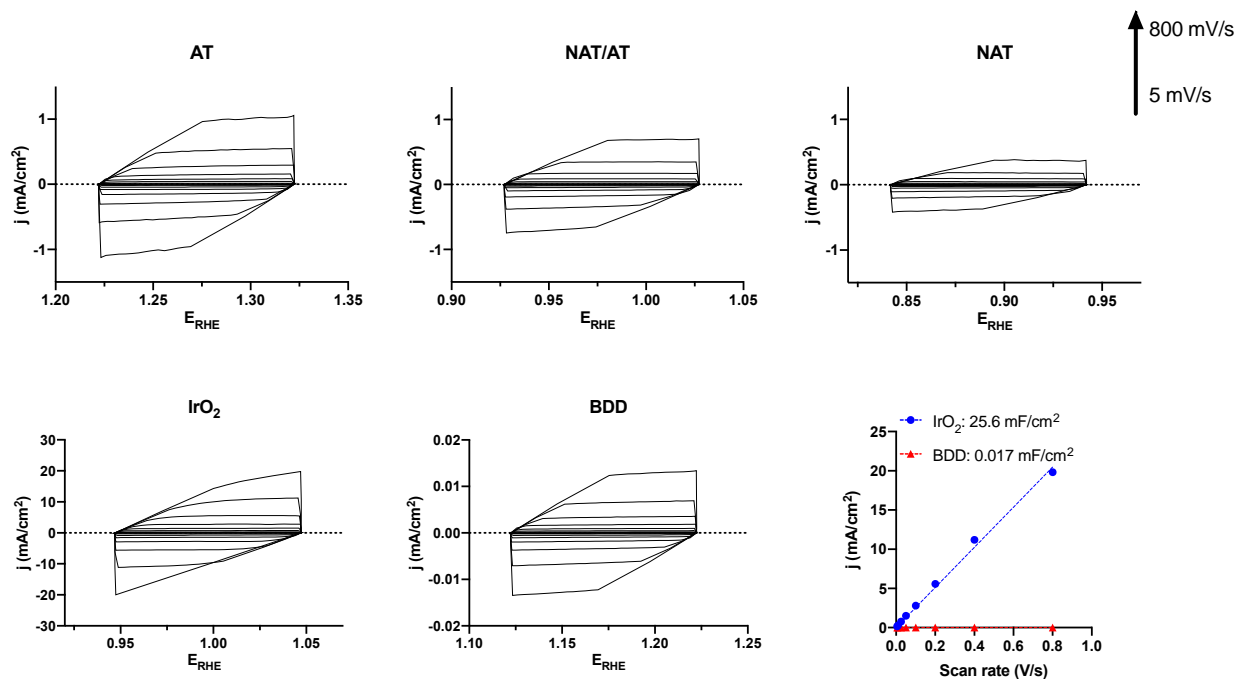 800 mV/s
5 mV/s
AT
j (mA/cm²)
1
0
-1
1.20 1.25 1.30 1.35
E_RHE
NAT/AT
j (mA/cm²)
1
0
-1
0.90 0.95 1.00 1.05
E_RHE
NAT
j (mA/cm²)
1
0
-1
0.85 0.90 0.95
E_RHE
IrO₂
j (mA/cm²)
30
20
10
0
-10
-20
-30
0.95 1.00 1.05
E_RHE
BDD
j (mA/cm²)
0.02
0.01
0.00
-0.01
-0.02
1.10 1.15 1.20 1.25
E_RHE
IrO₂: 25.6 mF/cm²
BDD: 0.017 mF/cm²
j (mA/cm²)
25
20
15
10
5
0
0.0 0.2 0.4 0.6 0.8 1.0
Scan rate (V/s)